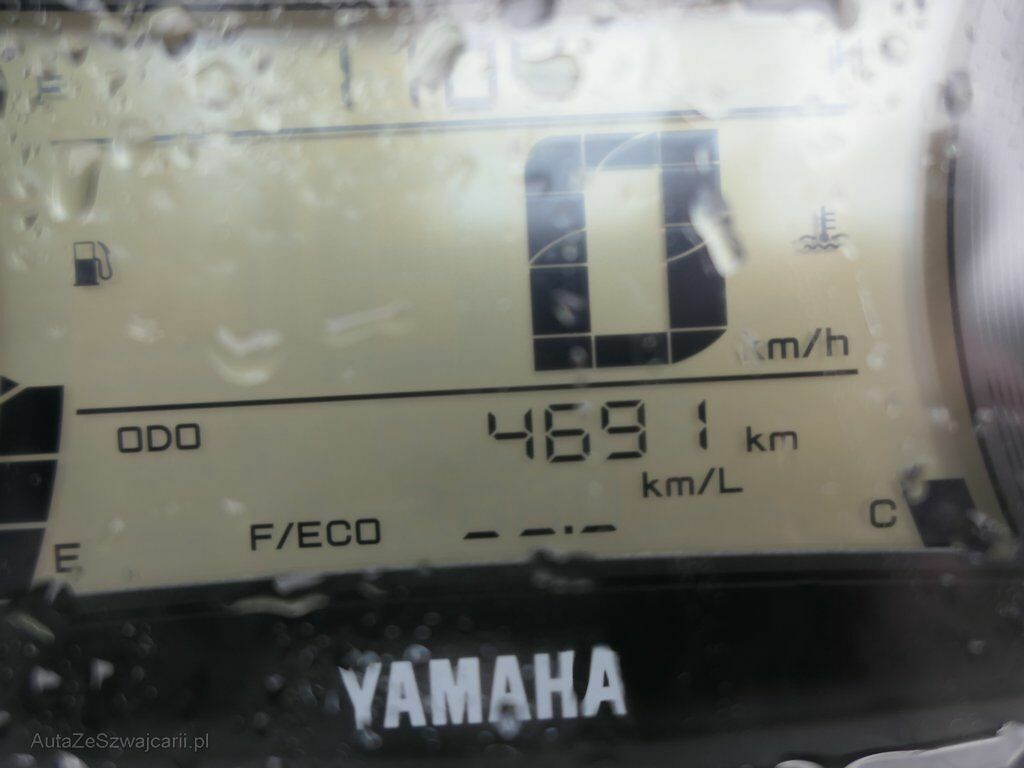 F H
0
km/h
ODO 4691 km
km/L
E F/ECO - -.- C
YAMAHA
AutaZeSzwajcarii.pl